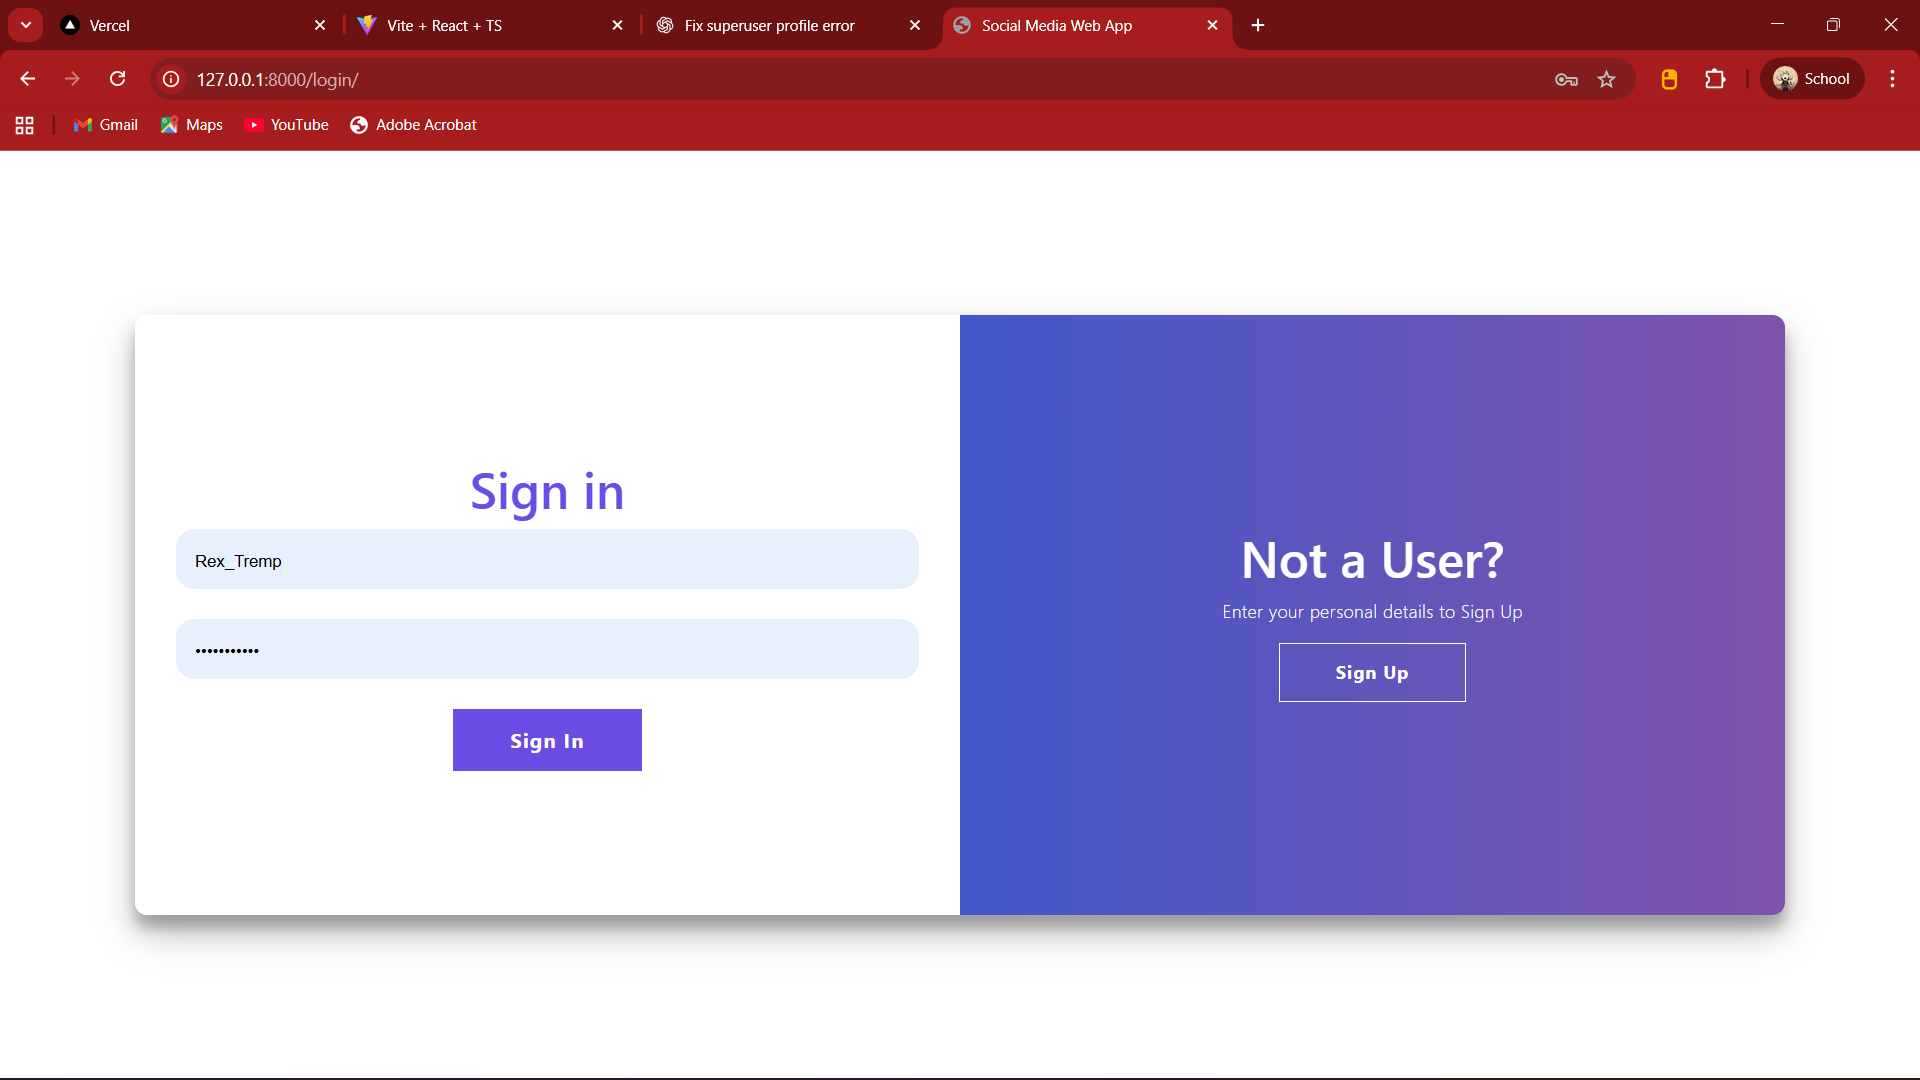 Vercel
Vite + React + TS
Fix superuser profile error
Social Media Web App
127.0.0.1:8000/login/
School
Gmail
Maps
YouTube
Adobe Acrobat
Sign in
Rex_Tremp
•••••••••••
Sign In
Not a User?
Enter your personal details to Sign Up
Sign Up